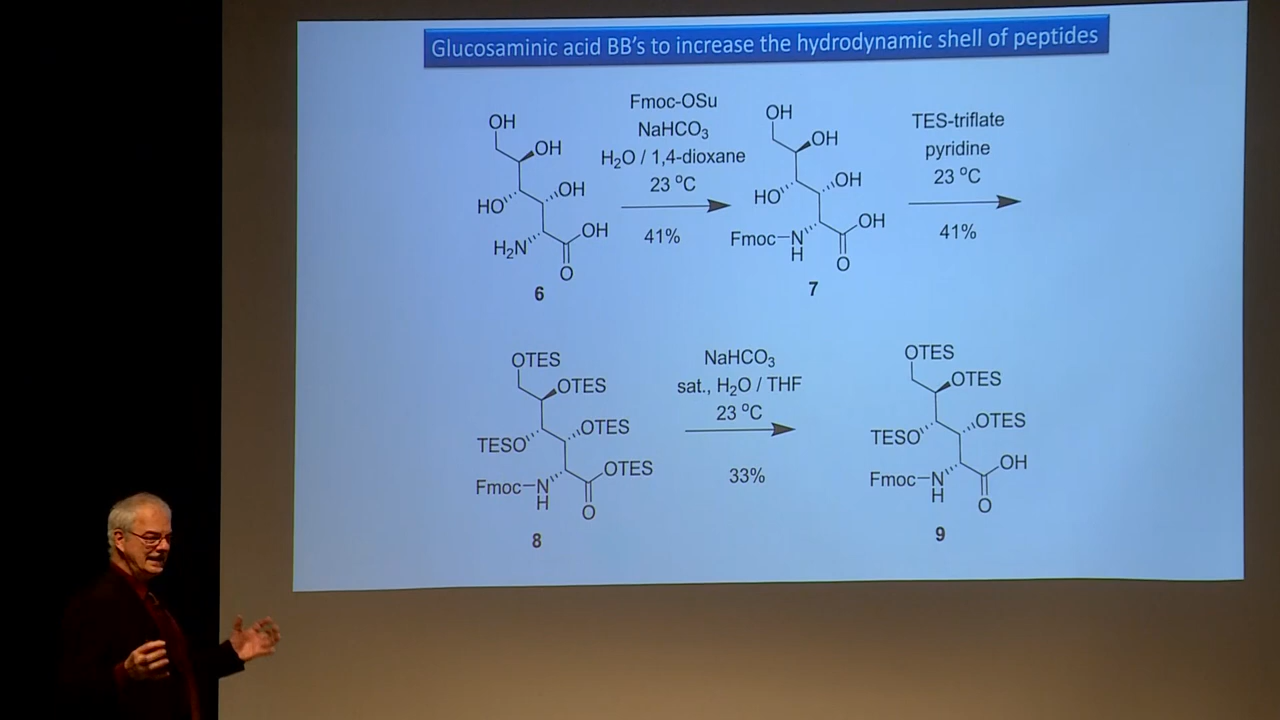 Glucosaminic acid BB's to increase the hydrodynamic shell of peptides
OH
OH
HO
OH
H₂N
OH
O
6
Fmoc-OSu
NaHCO₃
H₂O / 1,4-dioxane
23 ⁰C
41%
OH
OH
HO
OH
Fmoc-N
H
OH
O
7
TES-triflate
pyridine
23 ⁰C
41%
OTES
OTES
TESO
OTES
Fmoc-N
H
OTES
O
8
NaHCO₃
sat., H₂O / THF
23 ⁰C
33%
OTES
OTES
TESO
OTES
Fmoc-N
H
OH
O
9